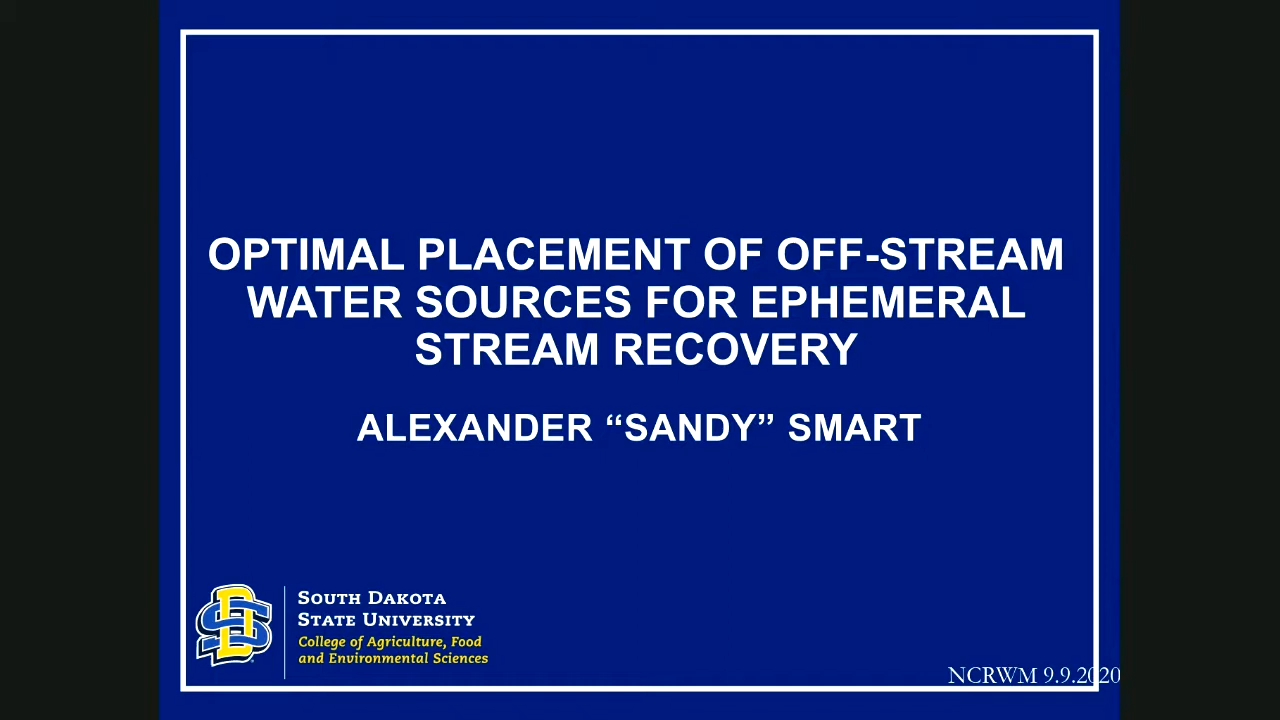 OPTIMAL PLACEMENT OF OFF-STREAM
WATER SOURCES FOR EPHEMERAL
STREAM RECOVERY
ALEXANDER “SANDY” SMART
SOUTH DAKOTA
STATE UNIVERSITY
College of Agriculture, Food
and Environmental Sciences
NCRWM 9.9.2020